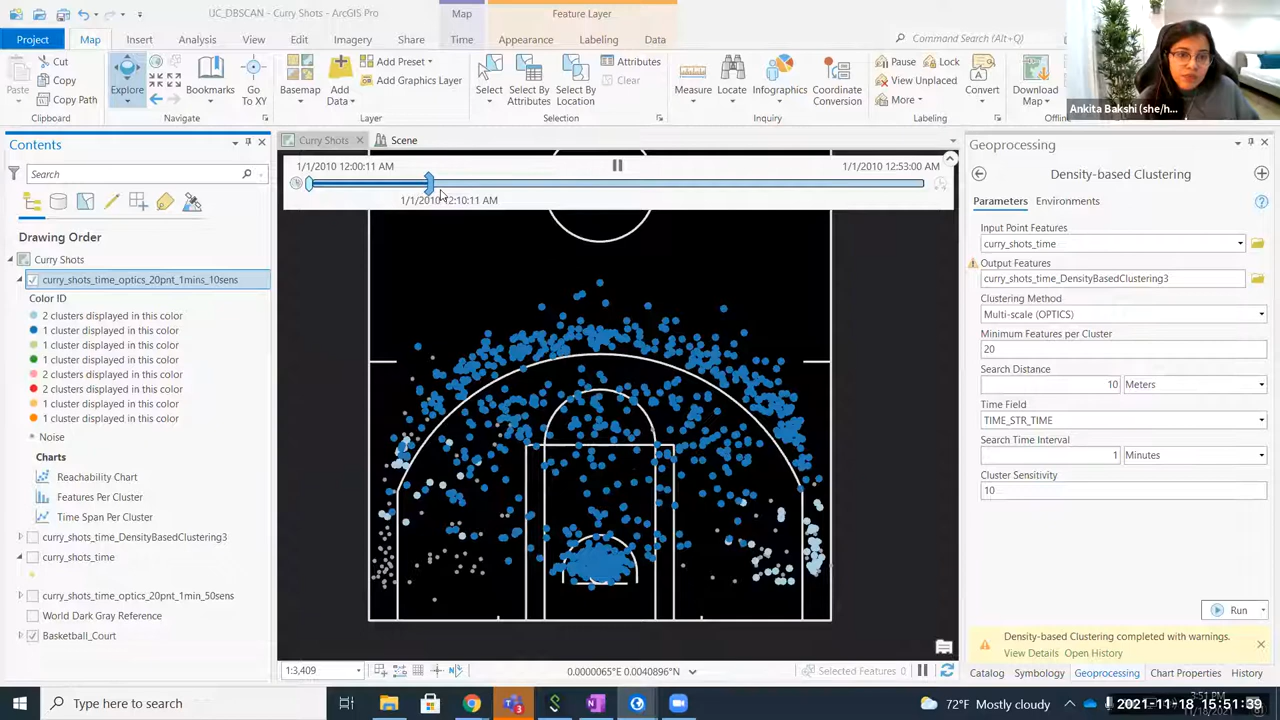 UC_DBSCAN - Curry Shots - ArcGIS Pro
Map
Feature Layer
Project
Map
Insert
Analysis
View
Edit
Imagery
Share
Time
Appearance
Labeling
Data
Command Search (Alt+Q)
Paste
Cut
Copy
Copy Path
Clipboard
Explore
Bookmarks
Go To XY
Navigate
Basemap
Add Data
Add Preset
Add Graphics Layer
Layer
Select
Select By Attributes
Select By Location
Attributes
Clear
Selection
Measure
Locate
Infographics
Coordinate Conversion
Inquiry
Pause
Lock
View Unplaced
More
Labeling
Convert
Download Map
Ankita Bakshi (she/h...
Contents
Search
Drawing Order
Curry Shots
curry_shots_time_optics_20pnt_1mins_10sens
Color ID
2 clusters displayed in this color
1 cluster displayed in this color
1 cluster displayed in this color
1 cluster displayed in this color
2 clusters displayed in this color
2 clusters displayed in this color
1 cluster displayed in this color
1 cluster displayed in this color
Noise
Charts
Reachability Chart
Features Per Cluster
Time Span Per Cluster
curry_shots_time_DensityBasedClustering3
curry_shots_time
curry_shots_time_optics_20pnt_1min_50sens
World Dark Gray Reference
Basketball_Court
Curry Shots
Scene
1/1/2010 12:00:11 AM
1/1/2010 12:53:00 AM
1/1/2010 12:10:11 AM
1:3,409
0.0000065°E 0.0040896°N
Selected Features: 0
Geoprocessing
Density-based Clustering
Parameters
Environments
Input Point Features
curry_shots_time
Output Features
curry_shots_time_DensityBasedClustering3
Clustering Method
Multi-scale (OPTICS)
Minimum Features per Cluster
20
Search Distance
10
Meters
Time Field
TIME_STR_TIME
Search Time Interval
1
Minutes
Cluster Sensitivity
10
Run
Density-based Clustering completed with warnings.
View Details Open History
Catalog
Symbology
Geoprocessing
Chart Properties
History
Type here to search
3
72°F Mostly cloudy
2021-11-18 15:51:39